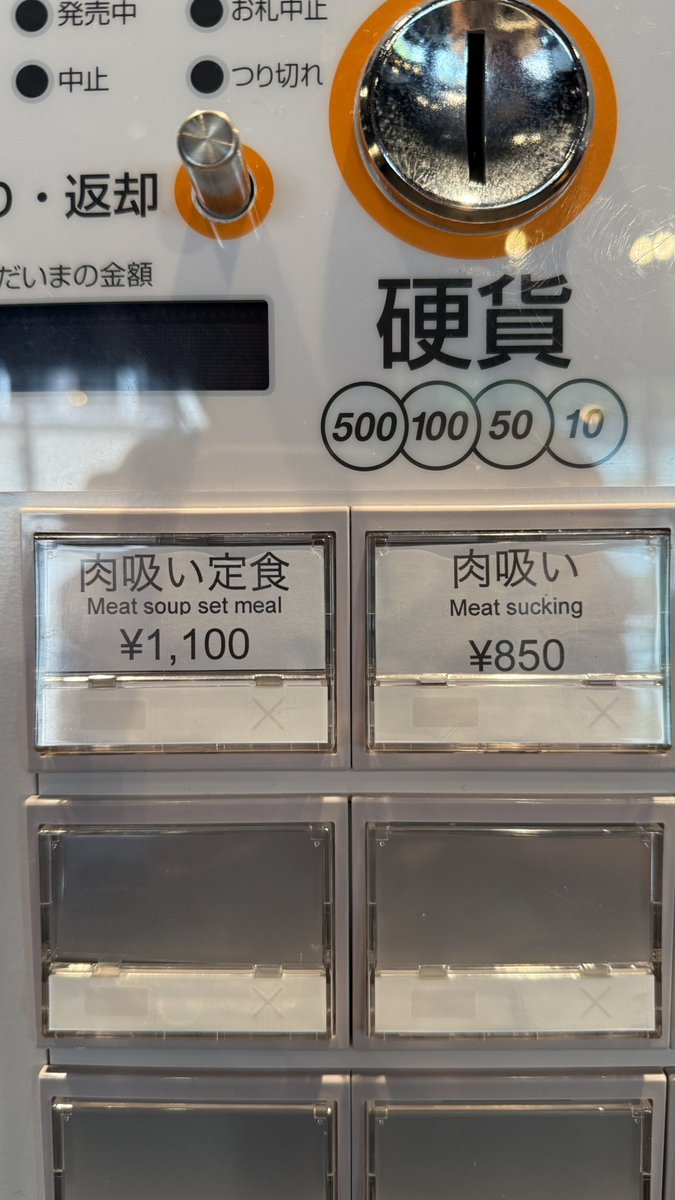 発売中
お札中止
中止
つり切れ
・返却
だいまの金額
硬貨
500 100 50 10
肉吸い定食
Meat soup set meal
¥1,100
肉吸い
Meat sucking
¥850